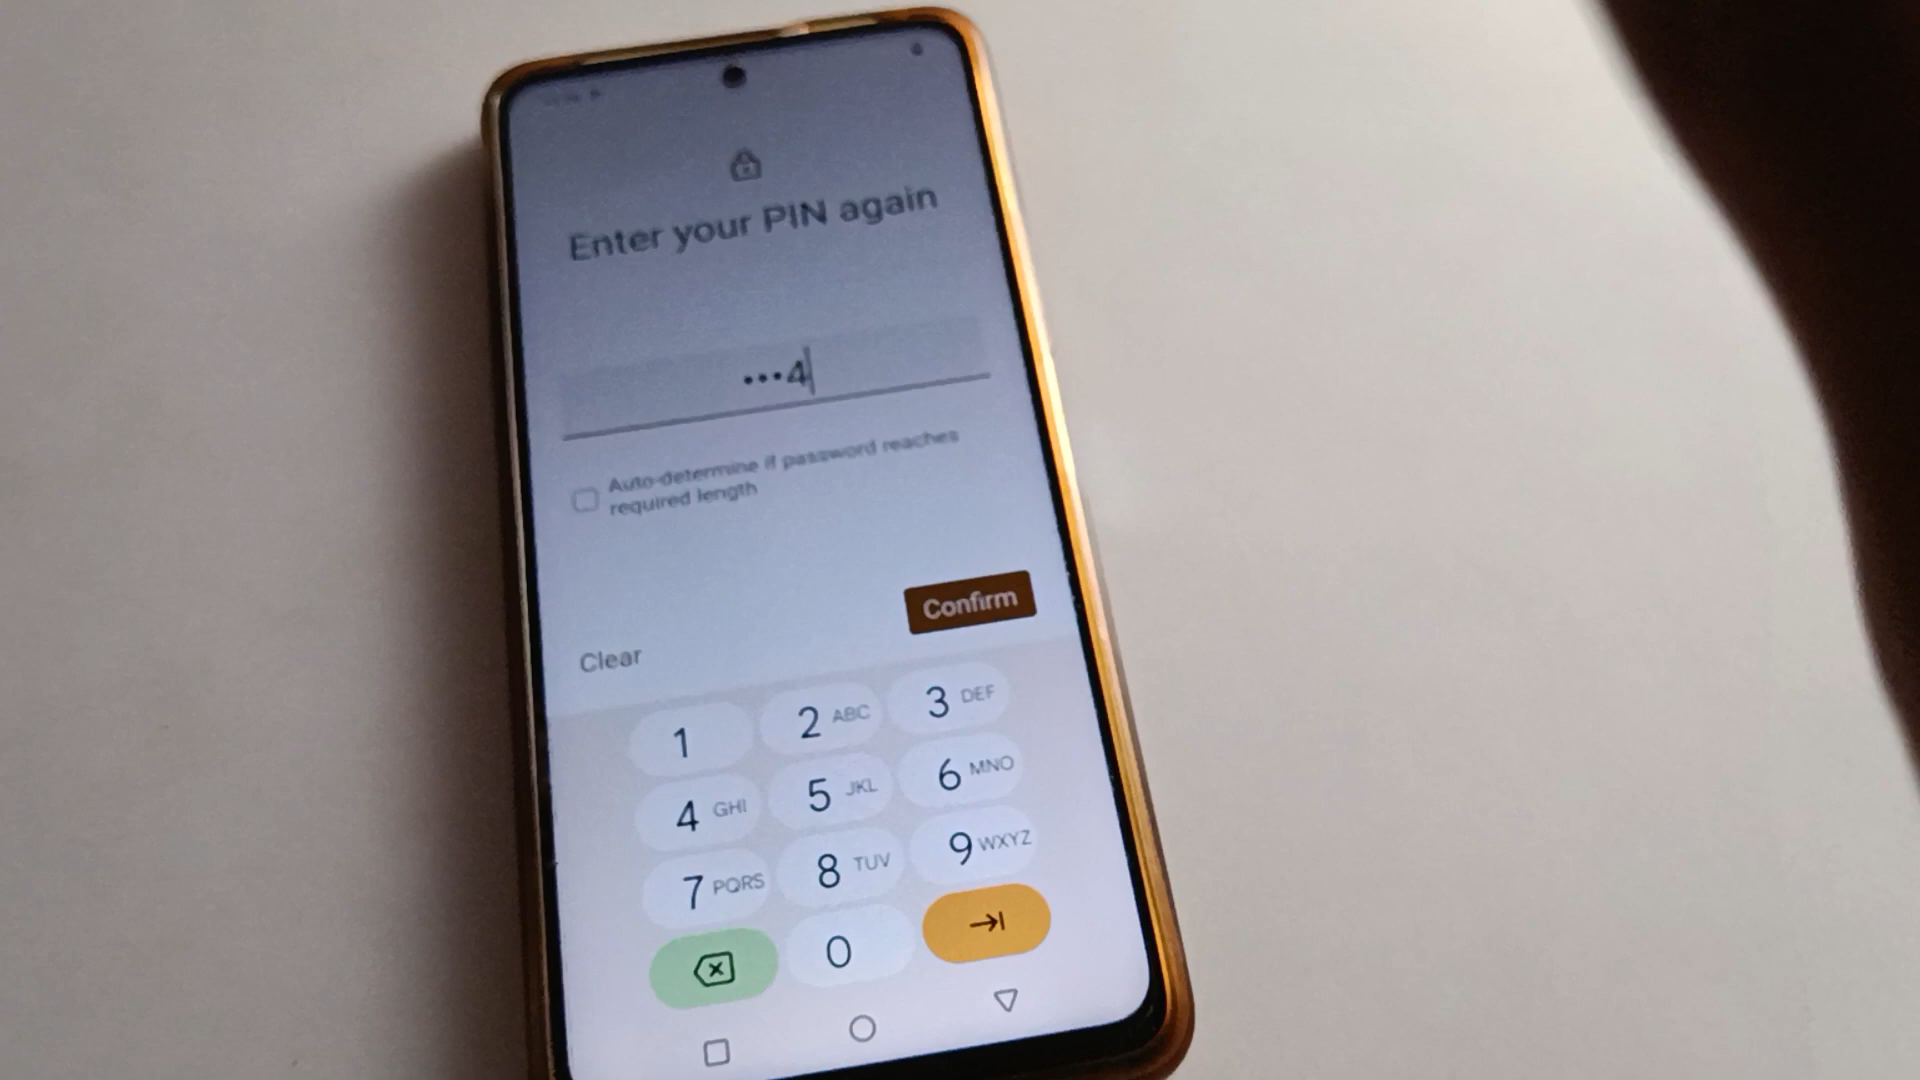 Enter your PIN again
•••4
Auto-determine if password reaches
required length
Confirm
Clear
1
2 ABC
3 DEF
4 GHI
5 JKL
6 MNO
7 PQRS
8 TUV
9 WXYZ
0